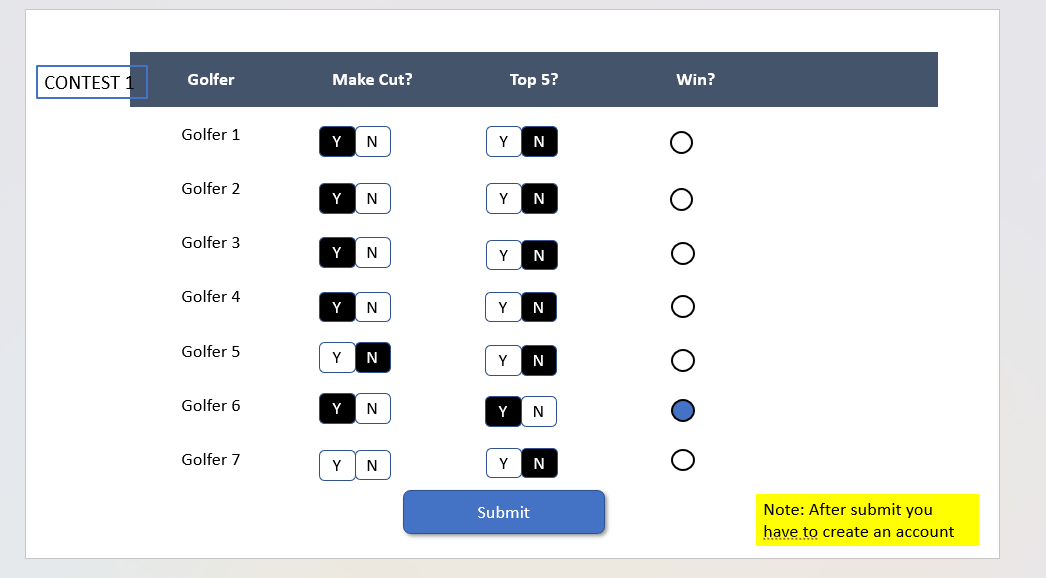 CONTEST 1 Golfer Make Cut? Top 5? Win?
Golfer 1 Y N Y N
Golfer 2 Y N Y N
Golfer 3 Y N Y N
Golfer 4 Y N Y N
Golfer 5 Y N Y N
Golfer 6 Y N Y N
Golfer 7 Y N Y N
Submit
Note: After submit you
have to create an account